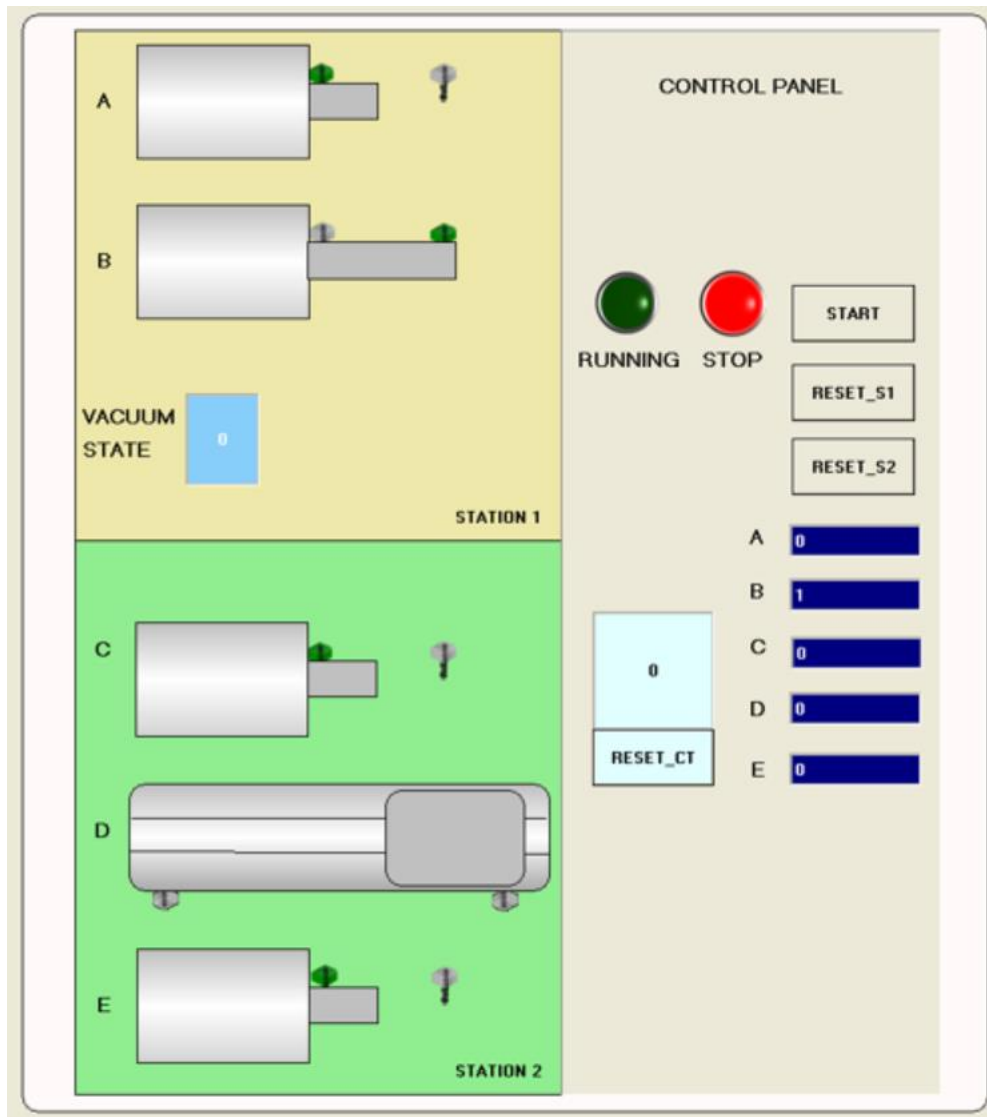 A
B
VACUUM
STATE
0
STATION 1
C
D
E
STATION 2
CONTROL PANEL
RUNNING
STOP
START
RESET_S1
RESET_S2
A
0
B
1
C
0
D
0
E
0
0
RESET_CT